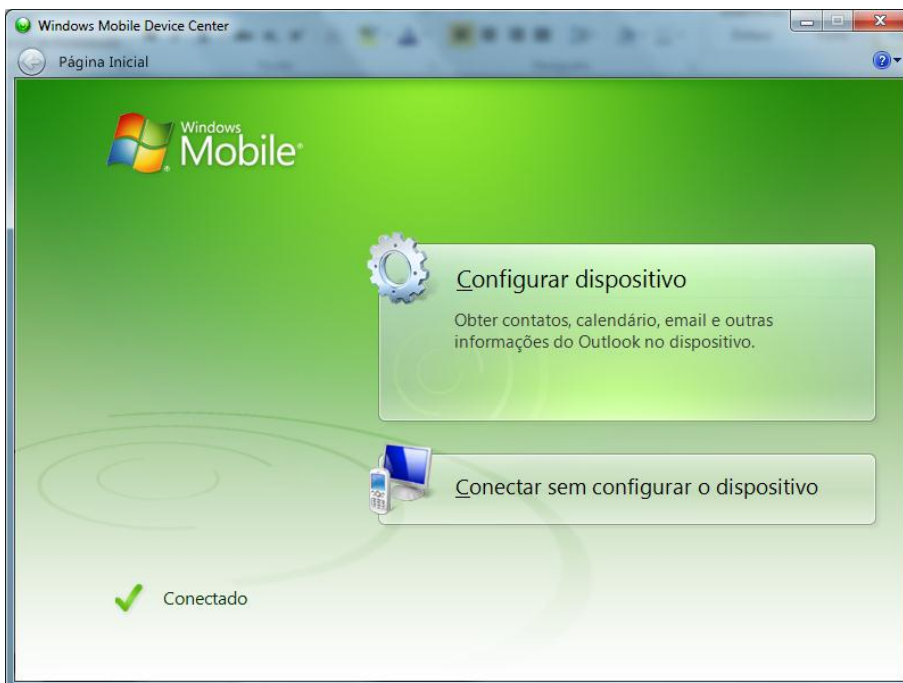 Windows Mobile Device Center
Página Inicial
Windows
Mobile®
Configurar dispositivo
Obter contatos, calendário, email e outras
informações do Outlook no dispositivo.
Conectar sem configurar o dispositivo
Conectado